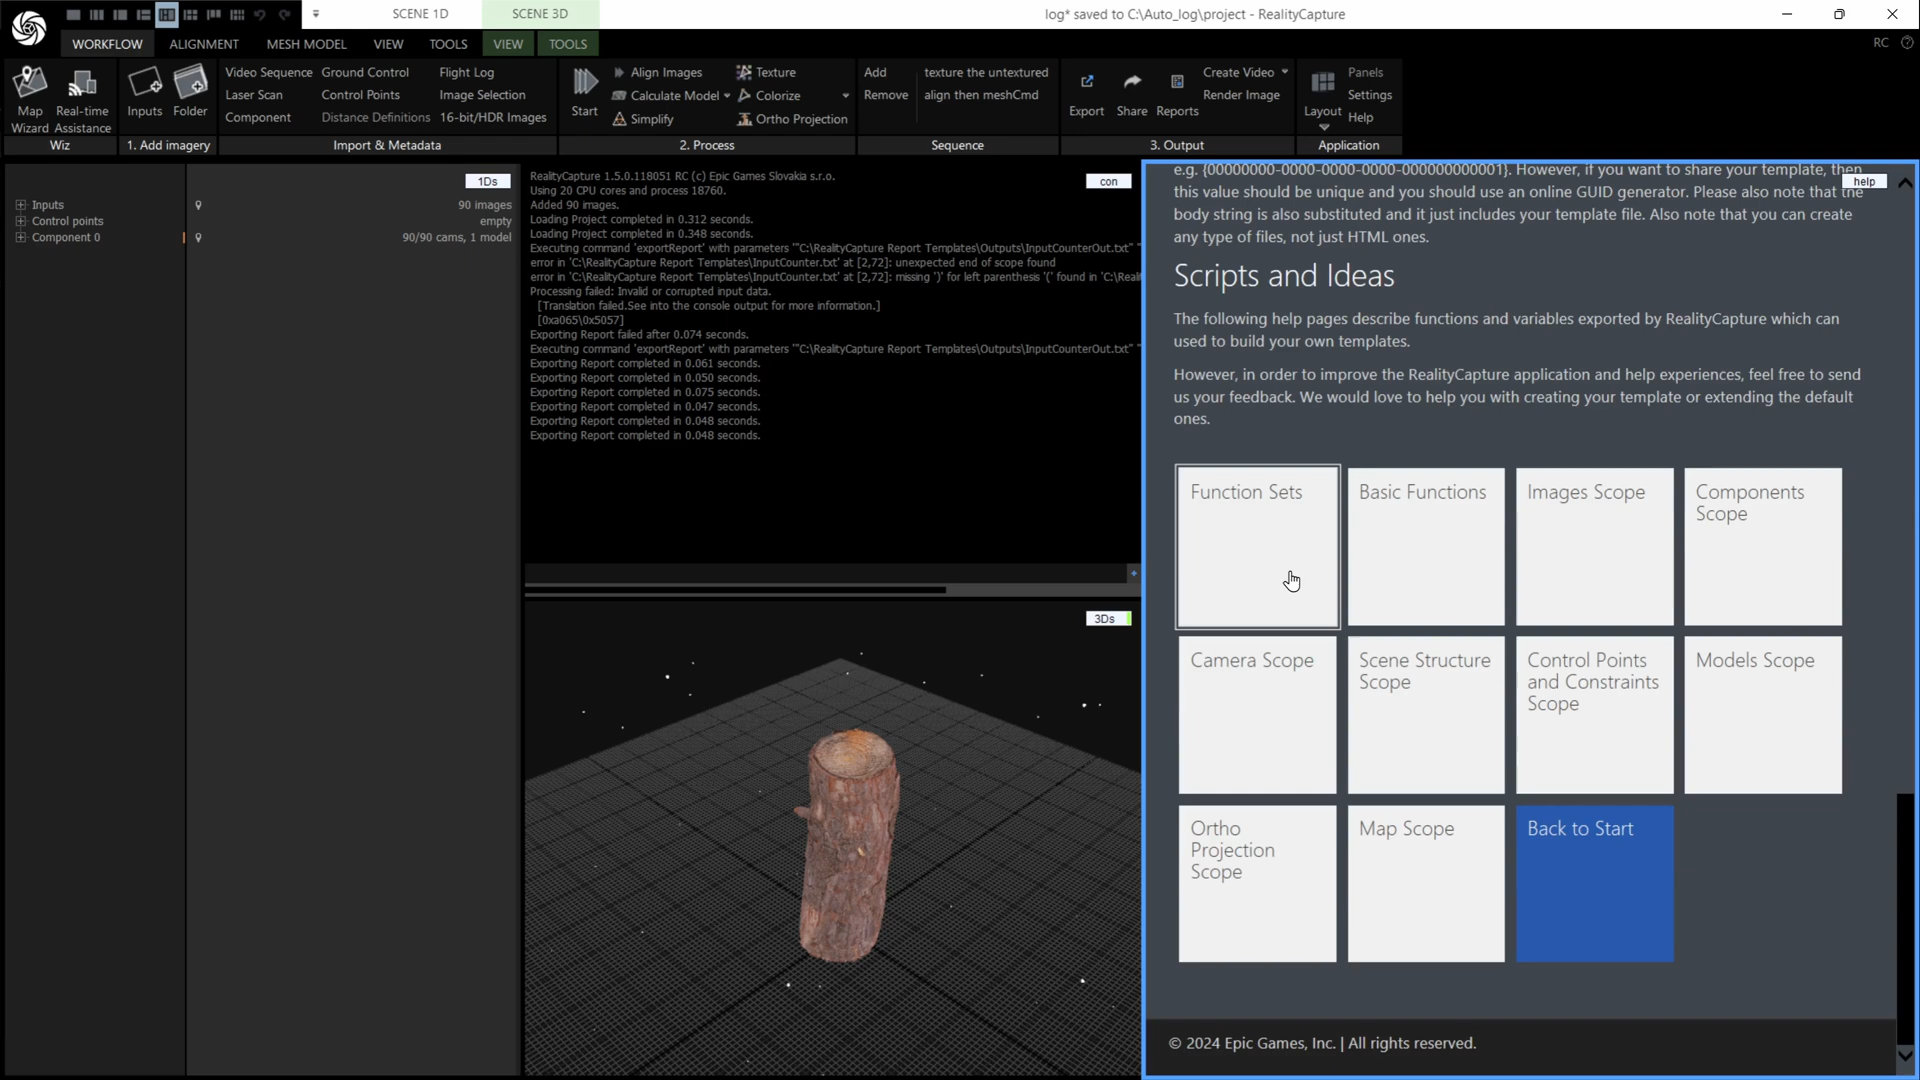 SCENE 1D
SCENE 3D
log* saved to C:\Auto_log\project - RealityCapture
WORKFLOW
ALIGNMENT
MESH MODEL
VIEW
TOOLS
VIEW
TOOLS
RC
Map Wizard
Real-time Assistance
Wiz
Inputs
Folder
1. Add imagery
Video Sequence
Laser Scan
Component
Ground Control
Control Points
Distance Definitions
Flight Log
Image Selection
16-bit/HDR Images
Import & Metadata
Start
Align Images
Calculate Model
Simplify
Texture
Colorize
Ortho Projection
2. Process
Add
Remove
texture the untextured
align then meshCmd
Sequence
Export
Share
Reports
Create Video
Render Image
3. Output
Layout
Panels
Settings
Help
Application
1Ds
Inputs
90 images
Control points
empty
Component 0
90/90 cams, 1 model
con
RealityCapture 1.5.0.118051 RC (c) Epic Games Slovakia s.r.o.
Using 20 CPU cores and process 18760.
Added 90 images.
Loading Project completed in 0.312 seconds.
Loading Project completed in 0.348 seconds.
Executing command 'exportReport' with parameters '"C:\RealityCapture Report Templates\Outputs\InputCounterOut.txt" "
error in 'C:\RealityCapture Report Templates\InputCounter.txt' at [2,72]: unexpected end of scope found
error in 'C:\RealityCapture Report Templates\InputCounter.txt' at [2,72]: missing ')' for left parenthesis '(' found in 'C:\Real
Processing failed: Invalid or corrupted input data.
[Translation failed.See into the console output for more information.]
[0xa065\0x5057]
Exporting Report failed after 0.074 seconds.
Executing command 'exportReport' with parameters '"C:\RealityCapture Report Templates\Outputs\InputCounterOut.txt" "
Exporting Report completed in 0.061 seconds.
Exporting Report completed in 0.050 seconds.
Exporting Report completed in 0.075 seconds.
Exporting Report completed in 0.047 seconds.
Exporting Report completed in 0.048 seconds.
Exporting Report completed in 0.048 seconds.
3Ds
help
e.g. {00000000-0000-0000-0000-000000000001}. However, if you want to share your template, then
this value should be unique and you should use an online GUID generator. Please also note that the
body string is also substituted and it just includes your template file. Also note that you can create
any type of files, not just HTML ones.
Scripts and Ideas
The following help pages describe functions and variables exported by RealityCapture which can
used to build your own templates.
However, in order to improve the RealityCapture application and help experiences, feel free to send
us your feedback. We would love to help you with creating your template or extending the default
ones.
Function Sets
Basic Functions
Images Scope
Components
Scope
Camera Scope
Scene Structure
Scope
Control Points
and Constraints
Scope
Models Scope
Ortho
Projection
Scope
Map Scope
Back to Start
© 2024 Epic Games, Inc. | All rights reserved.